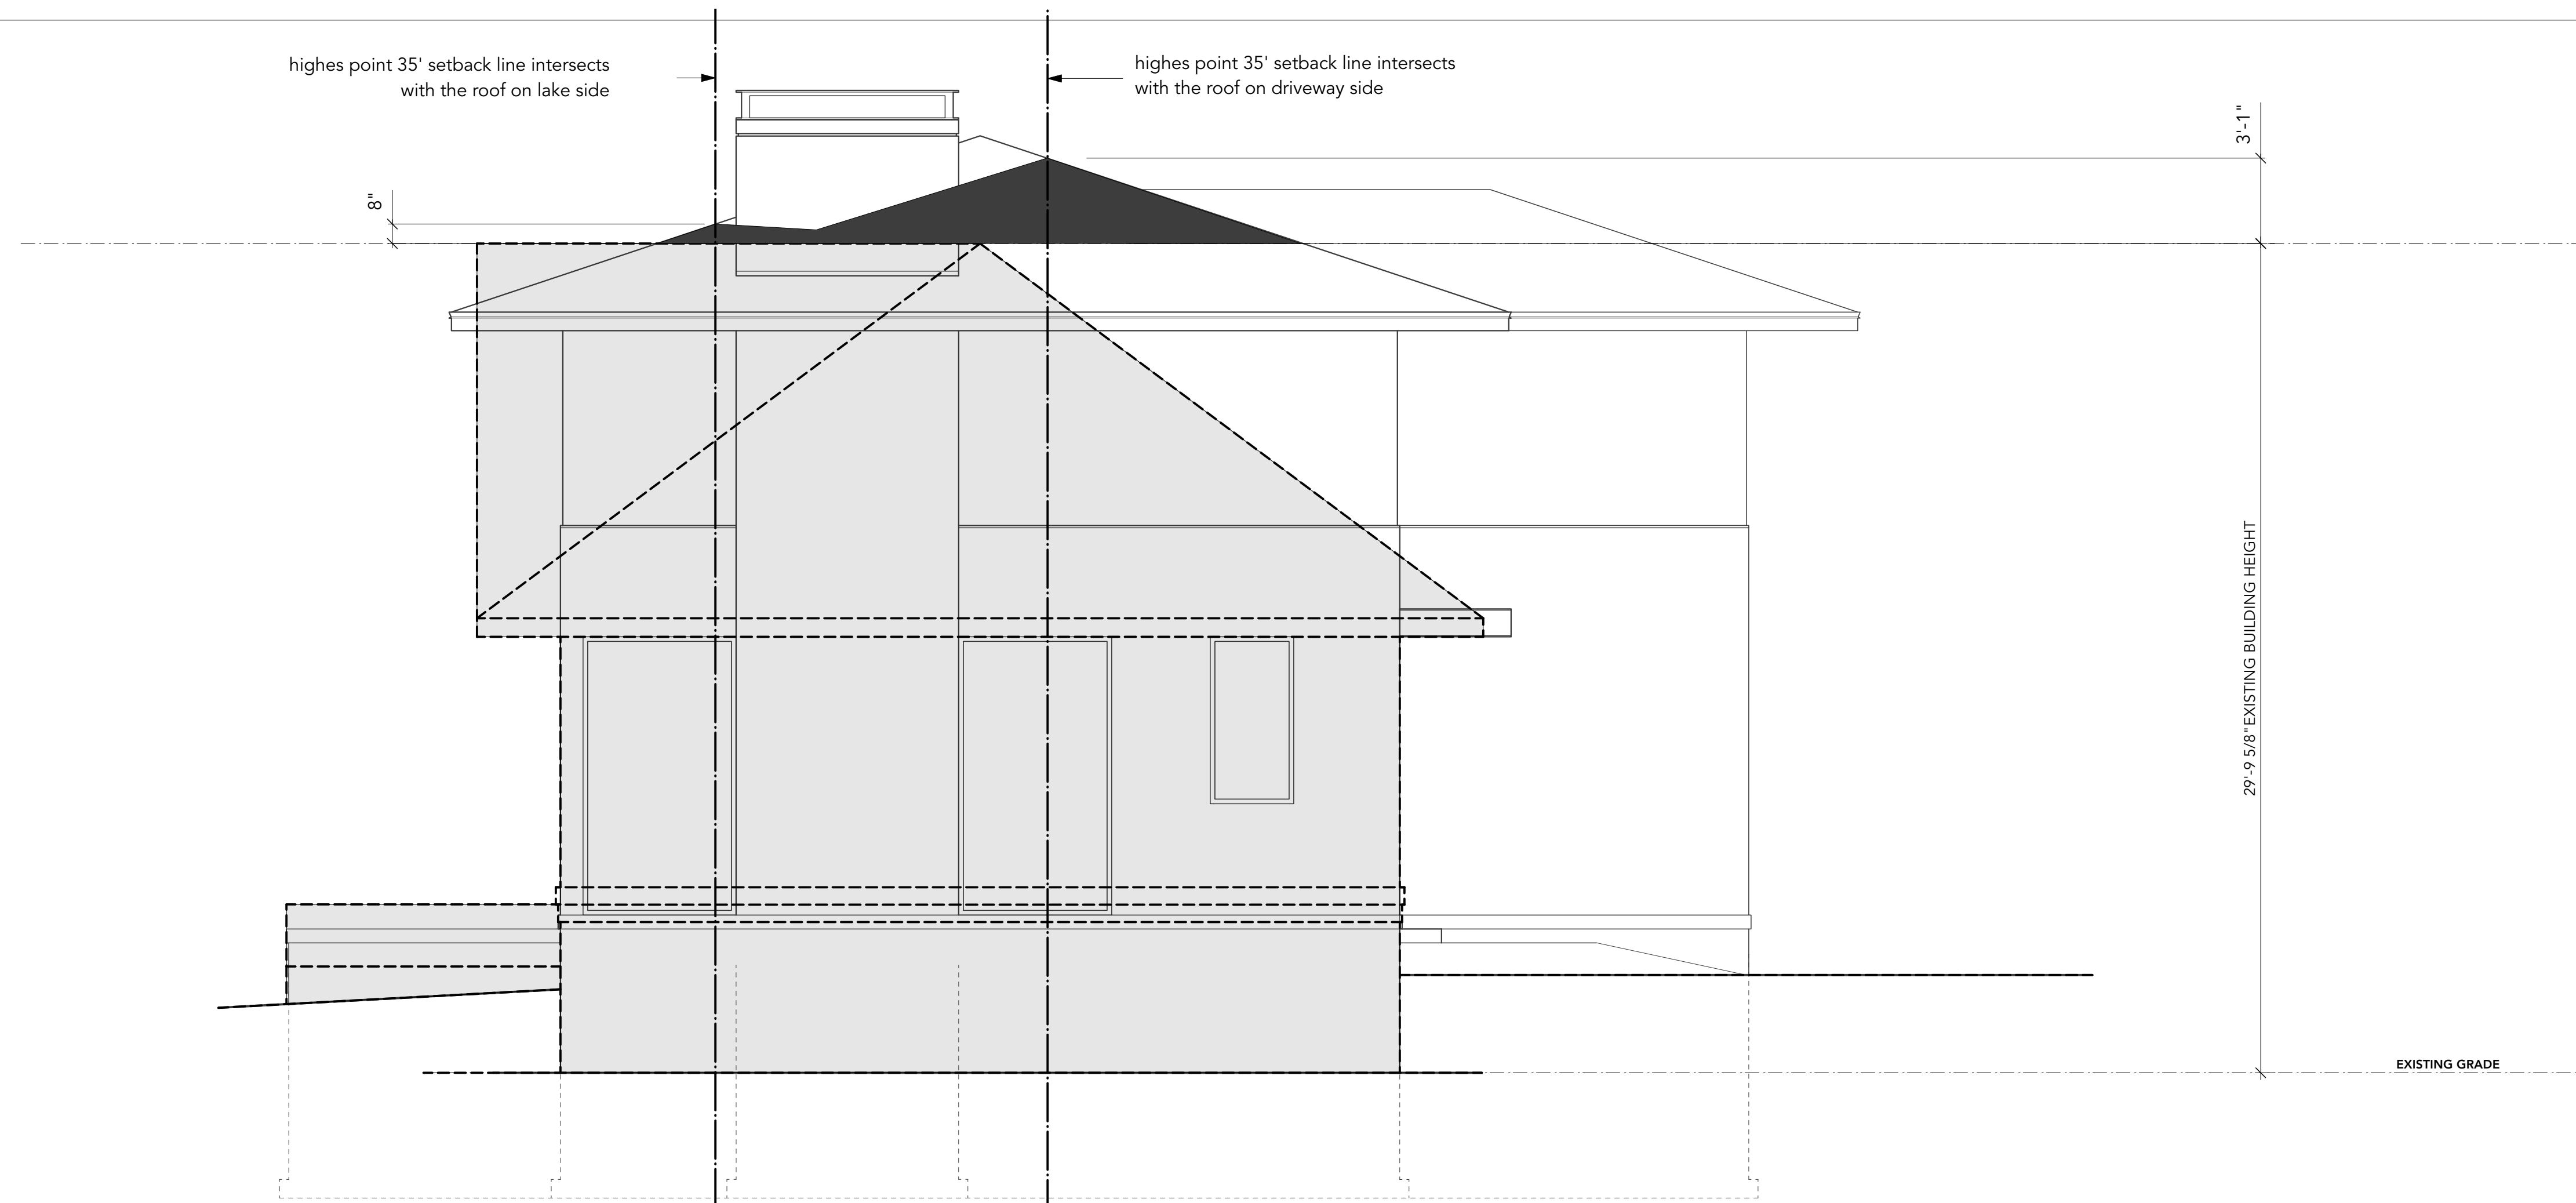 highes point 35' setback line intersects
with the roof on lake side
highes point 35' setback line intersects
with the roof on driveway side
3'-1"
8"
29'-9 5/8" EXISTING BUILDING HEIGHT
EXISTING GRADE